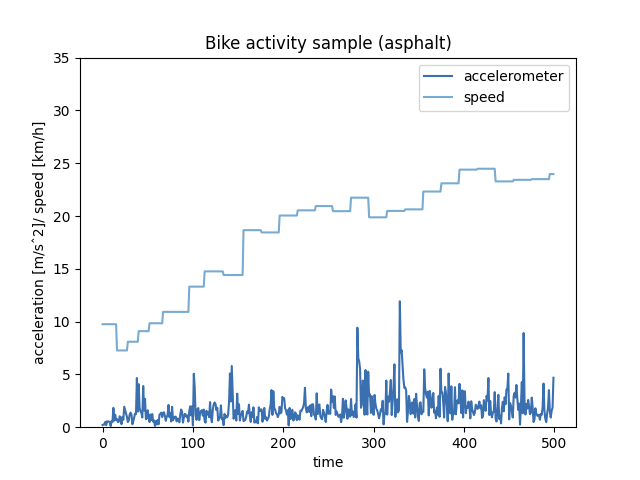 Bike activity sample (asphalt)
accelerometer
speed
acceleration [m/sˆ2]/ speed [km/h]
35
30
25
20
15
10
5
0
0 100 200 300 400 500
time